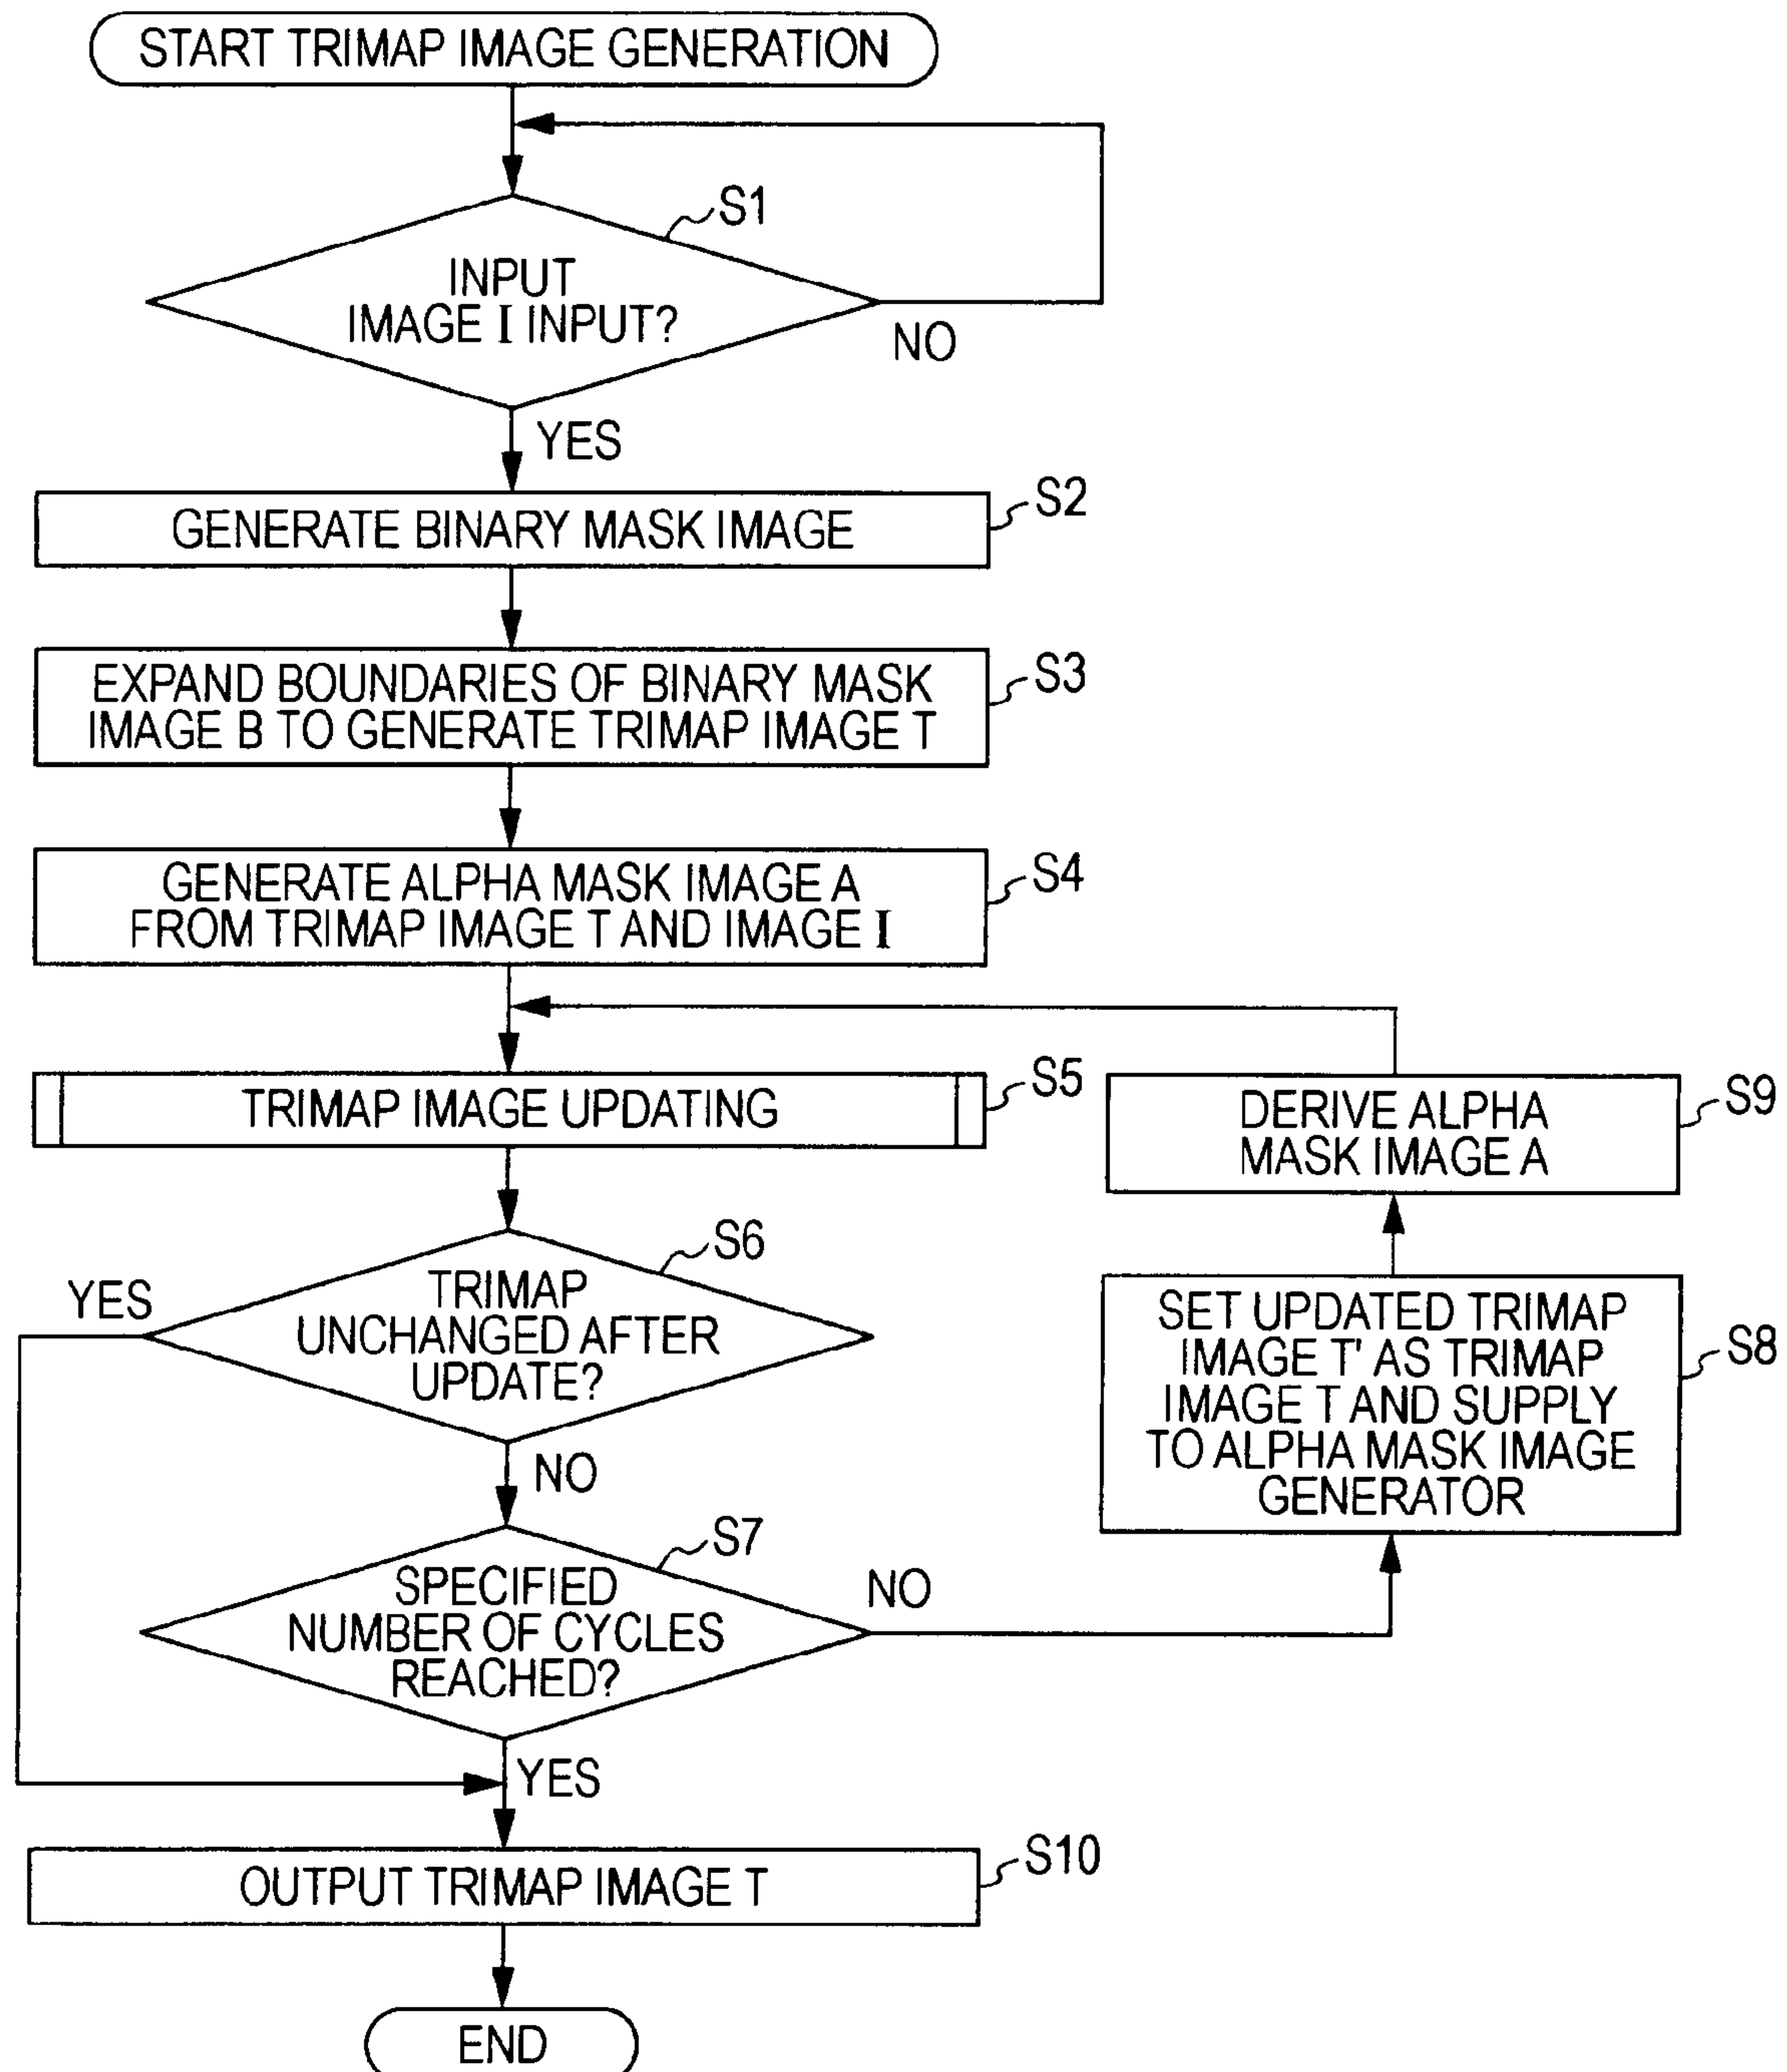 START TRIMAP IMAGE GENERATION
S1
INPUT
IMAGE I INPUT?
NO
YES
S2
GENERATE BINARY MASK IMAGE
S3
EXPAND BOUNDARIES OF BINARY MASK
IMAGE B TO GENERATE TRIMAP IMAGE T
S4
GENERATE ALPHA MASK IMAGE A
FROM TRIMAP IMAGE T AND IMAGE I
S5
TRIMAP IMAGE UPDATING
S9
DERIVE ALPHA
MASK IMAGE A
S6
YES
TRIMAP
UNCHANGED AFTER
UPDATE?
NO
S8
SET UPDATED TRIMAP
IMAGE T' AS TRIMAP
IMAGE T AND SUPPLY
TO ALPHA MASK IMAGE
GENERATOR
S7
SPECIFIED
NUMBER OF CYCLES
REACHED?
NO
YES
S10
OUTPUT TRIMAP IMAGE T
END